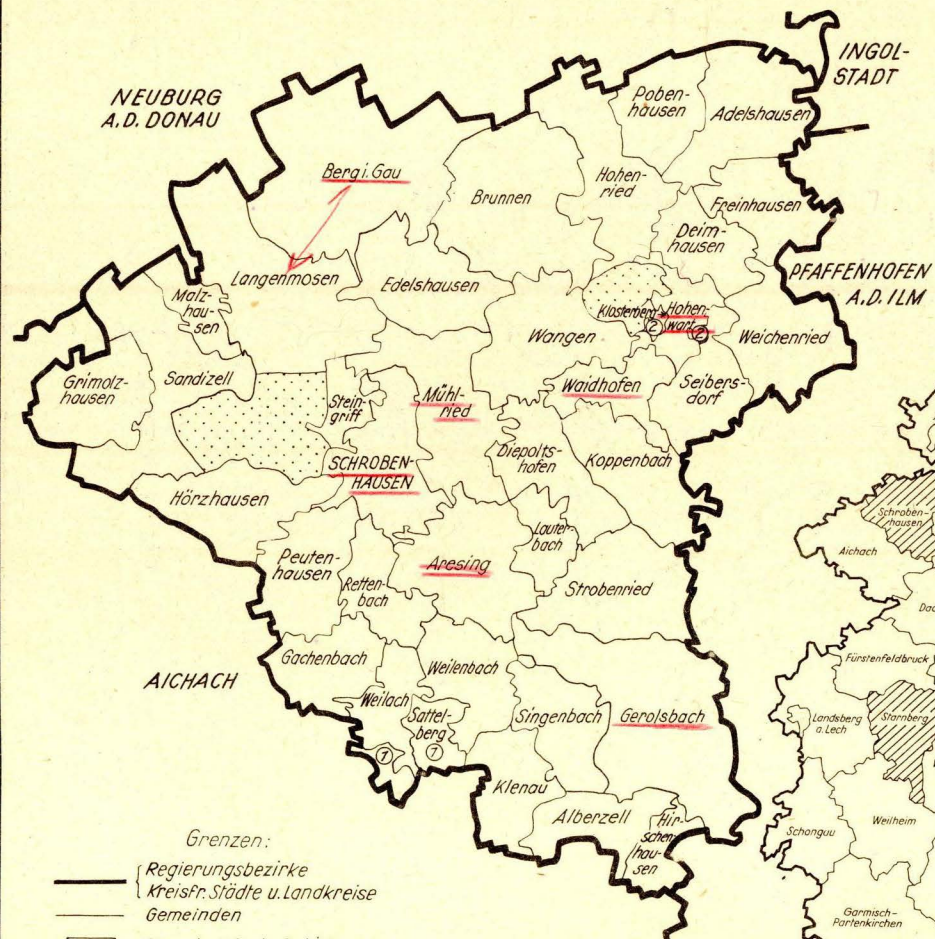 INGOL-
STADT
NEUBURG
A.D. DONAU
Poben-
hausen
Adelshausen
Berg i. Gau
Brunnen
Hohen-
ried
Freinhausen
Deim-
hausen
Langenmosen
Edelshausen
PFAFFENHOFEN
A.D. ILM
Malz-
hau-
sen
Klosterberg
2
Hohen-
wart
2
Wangen
Weichenried
Grimolz-
hausen
Sandizell
Stein-
griff
Mühl-
ried
Waidhofen
Seibers-
dorf
SCHROBEN-
HAUSEN
Diepolts-
hofen
Koppenbach
Hörzhausen
Schroben-
hausen
Lauter-
bach
Aichach
Peuten-
hausen
Retten-
bach
Aresing
Strobenried
Gachenbach
Weilenbach
Fürstenfeldbruck
AICHACH
Weilach
Sattel-
berg
1
1
Singenbach
Gerolsbach
Landsberg
a. Lech
Starnberg
Klenau
Alberzell
Hir-
schen-
hau-
sen
Schongau
Weilheim
Grenzen:
Regierungsbezirke
Kreisfr. Städte u. Landkreise
Gemeinden
Garmisch-
Partenkirchen